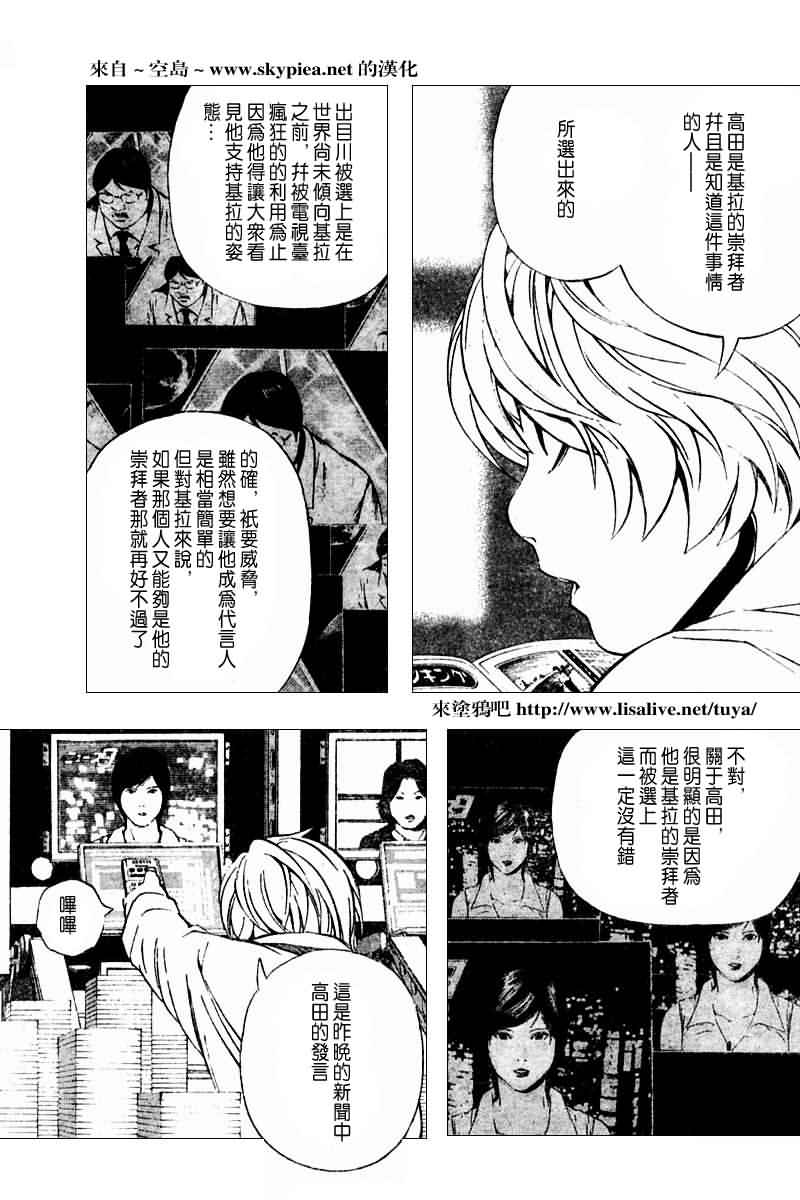 來自～空島～www.skypiea.net 的漢化
高田是基拉的崇拜者
幷且是知道這件事情
的人——
所選出來的
出目川被選上是在
世界尚未傾向基拉
之前，幷被電視臺
瘋狂的的利用爲止
因爲他得讓大衆看
見他支持基拉的姿
態…
的確，祇要威脅，
雖然想要讓他成爲代言人
是相當簡單的
但對基拉來說，
如果那個人又能夠是他的
崇拜者那就再好不過了
來塗鴉吧 http://www.lisalive.net/tuya/
不對，
關于高田，
很明顯的是因爲
他是基拉的崇拜者
而被選上
這一定沒有錯
嗶嗶
這是昨晚的新聞中
高田的發言